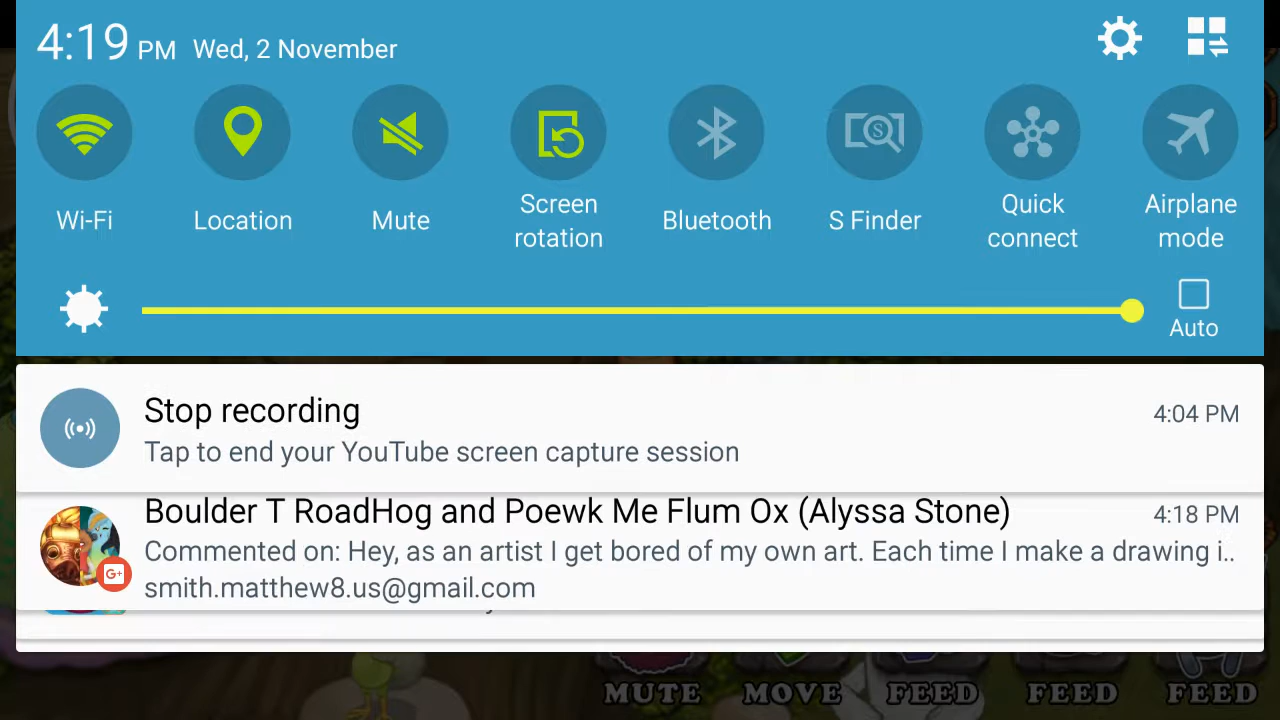 4:19 PM Wed, 2 November
Wi-Fi
Location
Mute
Screen
rotation
Bluetooth
S Finder
Quick
connect
Airplane
mode
Auto
Stop recording
4:04 PM
Tap to end your YouTube screen capture session
Boulder T RoadHog and Poewk Me Flum Ox (Alyssa Stone)
4:18 PM
Commented on: Hey, as an artist I get bored of my own art. Each time I make a drawing i..
smith.matthew8.us@gmail.com
MUTE
MOVE
FEED
FEED
FEED